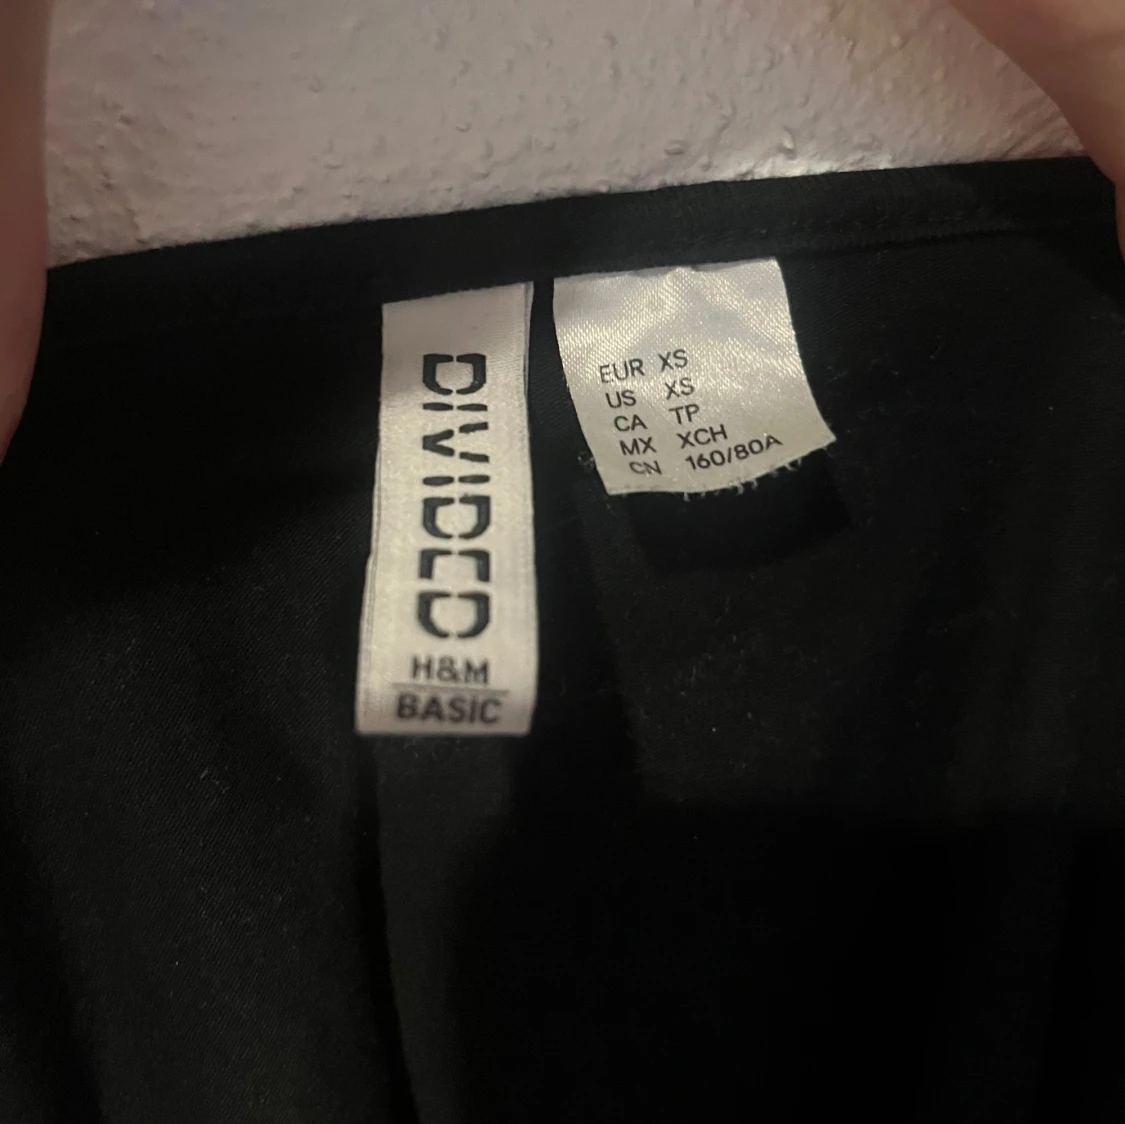 DIVIDED
H&M
BASIC
EUR XS
US XS
CA TP
MX XCH
CN 160/80A